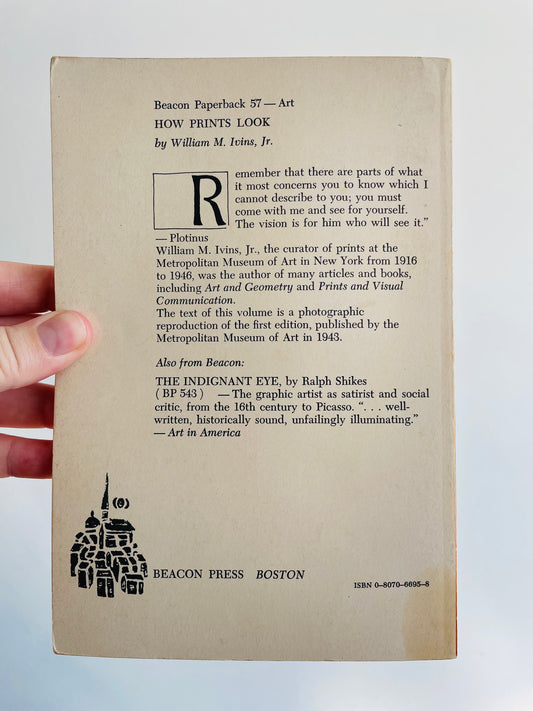 Beacon Paperback 57 — Art
HOW PRINTS LOOK
by William M. Ivins, Jr.
Remember that there are parts of what
it most concerns you to know which I
cannot describe to you; you must
come with me and see for yourself.
The vision is for him who will see it.”
— Plotinus
William M. Ivins, Jr., the curator of prints at the
Metropolitan Museum of Art in New York from 1916
to 1946, was the author of many articles and books,
including Art and Geometry and Prints and Visual
Communication.
The text of this volume is a photographic
reproduction of the first edition, published by the
Metropolitan Museum of Art in 1943.
Also from Beacon:
THE INDIGNANT EYE, by Ralph Shikes
( BP 543 ) — The graphic artist as satirist and social
critic, from the 16th century to Picasso. “. . . well-
written, historically sound, unfailingly illuminating.”
— Art in America
BEACON PRESS BOSTON
ISBN 0–8070–6695–8